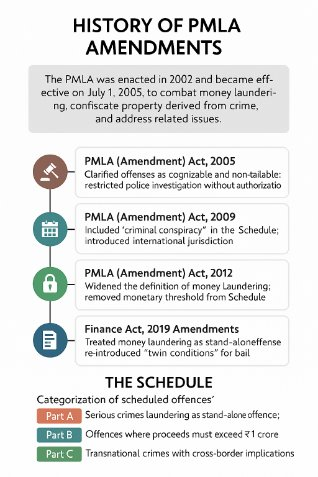 HISTORY OF PMLA
AMENDMENTS
The PMLA was enacted in 2002 and became eff-
ective on July 1, 2005, to combat money launderi-
ng, confiscate property derived from crime,
and address related issues.
PMLA (Amendment) Act, 2005
Clarified offenses as cognizable and non-tailable:
restricted police investigation without authorizatio
PMLA (Amendment) Act, 2009
Included ‘criminal conspiracy” in the Schedule;
introduced international jurisdiction
PMLA (Amendment) Act, 2012
Widened the definition of money Laundering;
removed monetary threshold from Schedule
Finance Act, 2019 Amendments
Treated money laundering as stand-aloneffense
re-introduced “twin conditions” for bail
THE SCHEDULE
Categorization of scheduled offences’
Part A Serious crimes laundering as stand-alone offence;
Part B Offences where proceeds must exceed ₹1 crore
Part C Transnational crimes with cross-border implications